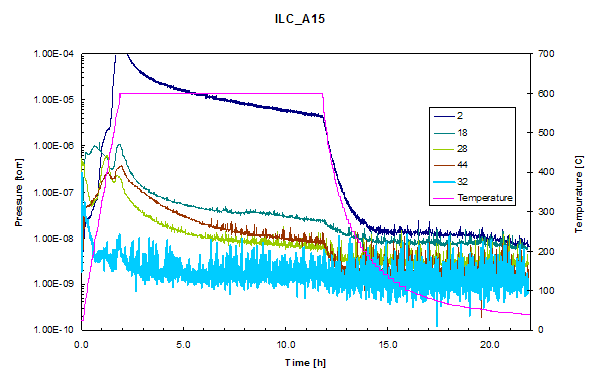 ILC_A15
1.00E-04
1.00E-05
1.00E-06
1.00E-07
1.00E-08
1.00E-09
1.00E-10
Pressure [torr]
0.0
5.0
10.0
15.0
20.0
Time [h]
700
600
500
400
300
200
100
0
Tempurature [C]
2
18
28
44
32
Temperature